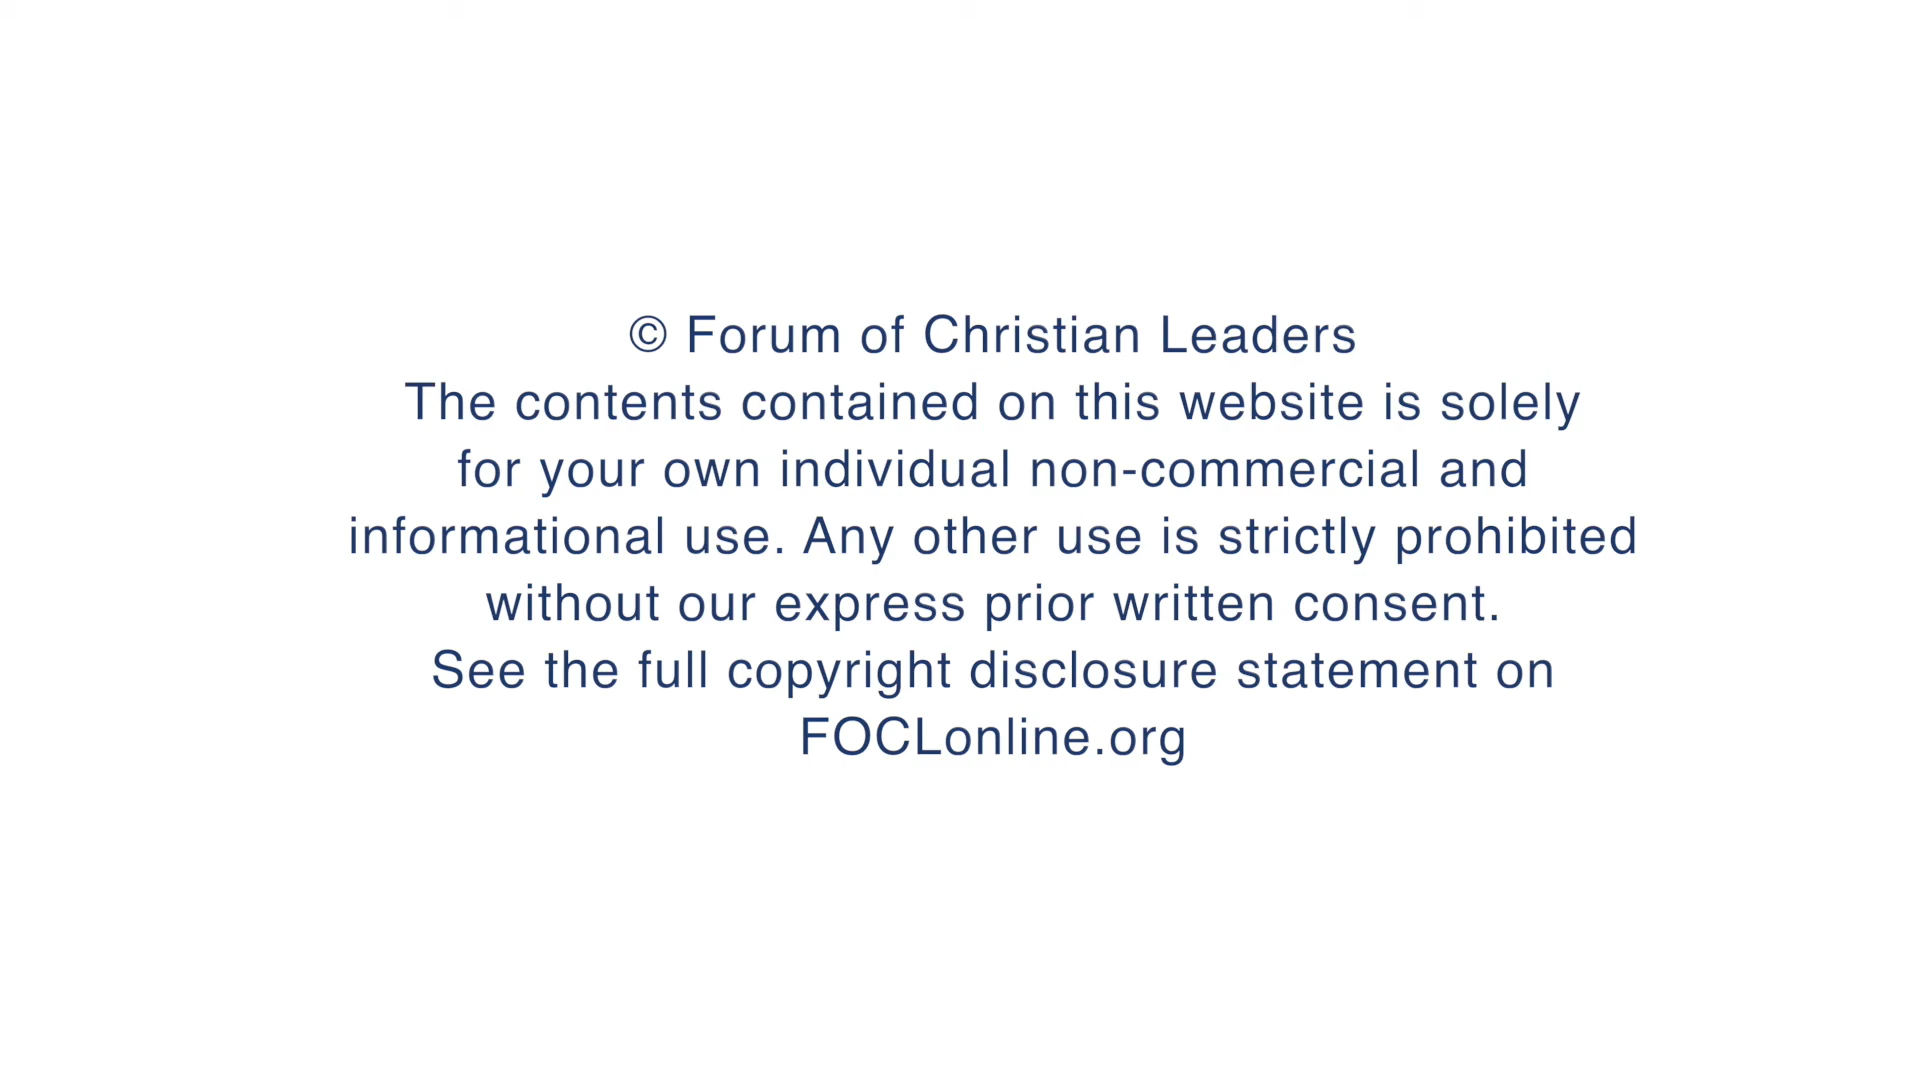 © Forum of Christian Leaders
The contents contained on this website is solely
for your own individual non-commercial and
informational use. Any other use is strictly prohibited
without our express prior written consent.
See the full copyright disclosure statement on
FOCLonline.org